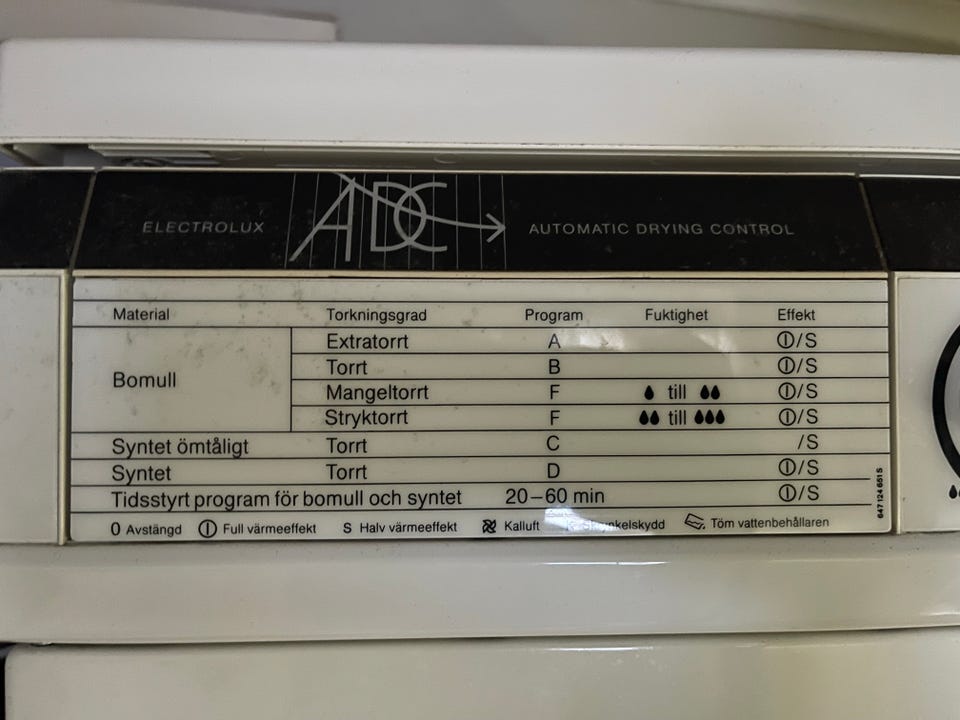 ELECTROLUX ADC AUTOMATIC DRYING CONTROL
Material Torkningsgrad Program Fuktighet Effekt
Bomull Extratorrt A Ⓘ/S
Torrt B Ⓘ/S
Mangeltorrt F till Ⓘ/S
Stryktorrt F till Ⓘ/S
Syntet ömtåligt Torrt C /S
Syntet Torrt D Ⓘ/S
Tidsstyrt program för bomull och syntet 20–60 min Ⓘ/S
0 Avstängd Ⓘ Full värmeeffekt S Halv värmeeffekt Kalluft Töm vattenbehållaren
647124651S